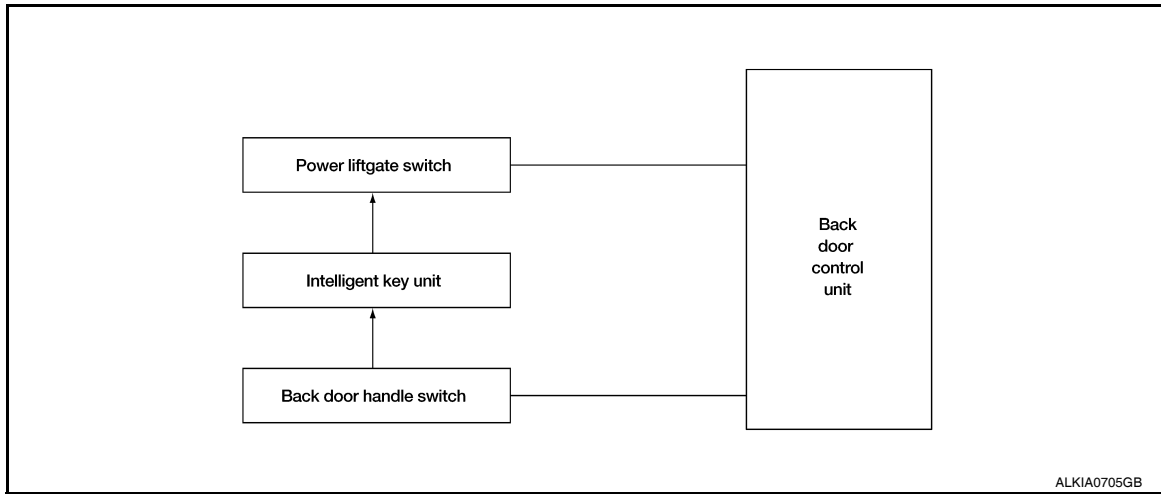 Power liftgate switch
Intelligent key unit
Back door handle switch
Back
door
control
unit
ALKIA0705GB